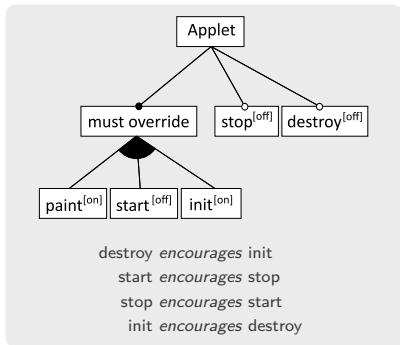 Applet
must override stop[off] destroy[off]
paint[on] start[off] init[on]
destroy encourages init
start encourages stop
stop encourages start
init encourages destroy